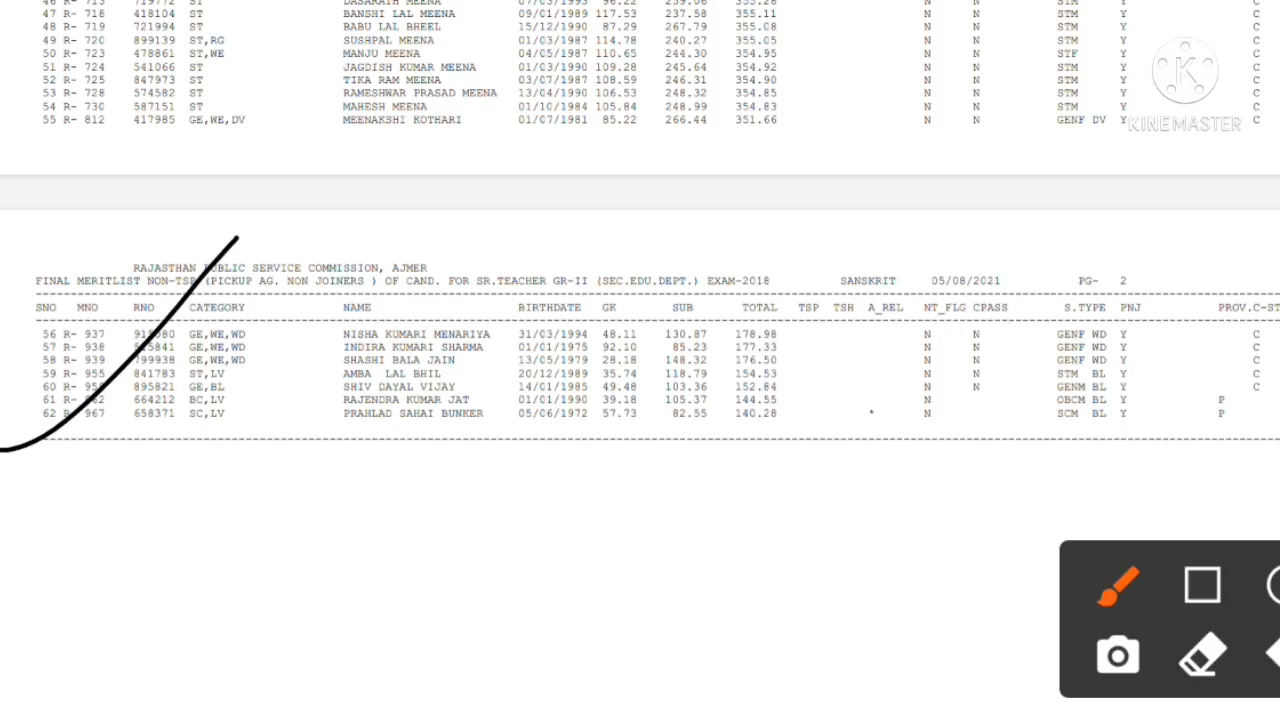 46 R- 713 719772 ST DASARATH MEENA 07/03/1993 96.22 259.06 355.28 N N STM Y C
47 R- 718 418104 ST BANSHI LAL MEENA 09/01/1989 117.53 237.58 355.11 N N STM Y C
48 R- 719 721994 ST BABU LAL BHEEL 15/12/1990 87.29 267.79 355.08 N N STM Y C
49 R- 720 899139 ST,RG SUSHPAL MEENA 01/03/1987 114.78 240.27 355.05 N N STM Y C
50 R- 723 478861 ST,WE MANJU MEENA 04/05/1987 110.65 244.30 354.95 N N STF Y C
51 R- 724 541066 ST JAGDISH KUMAR MEENA 01/03/1990 109.28 245.64 354.92 N N STM Y C
52 R- 725 847973 ST TIKA RAM MEENA 03/07/1987 108.59 246.31 354.90 N N STM Y C
53 R- 728 574582 ST RAMESHWAR PRASAD MEENA 13/04/1990 106.53 248.32 354.85 N N STM Y C
54 R- 730 587151 ST MAHESH MEENA 01/10/1984 105.84 248.99 354.83 N N STM Y C
55 R- 812 417985 GE,WE,DV MEENAKSHI KOTHARI 01/07/1981 85.22 266.44 351.66 N N GENF DV Y C
K
KINEMASTER
RAJASTHAN PUBLIC SERVICE COMMISSION, AJMER
FINAL MERITLIST NON-TSP (PICKUP AG. NON JOINERS ) OF CAND. FOR SR.TEACHER GR-II (SEC.EDU.DEPT.) EXAM-2018 SANSKRIT 05/08/2021 PG- 2
SNO MNO RNO CATEGORY NAME BIRTHDATE GK SUB TOTAL TSP TSH A_REL NT_FLG CPASS S.TYPE PNJ PROV.C-ST
56 R- 937 GE,WE,WD NISHA KUMARI MENARIYA 31/03/1994 48.11 130.87 178.98 N N GENF WD Y C
57 R- 938 GE,WE,WD INDIRA KUMARI SHARMA 01/01/1975 92.10 85.23 177.33 N N GENF WD Y C
58 R- 939 799938 GE,WE,WD SHASHI BALA JAIN 13/05/1979 28.18 148.32 176.50 N N GENF WD Y C
59 R- 955 841783 ST,LV AMBA LAL BHIL 20/12/1989 35.74 118.79 154.53 N N STM BL Y C
60 R- 895821 GE,BL SHIV DAYAL VIJAY 14/01/1985 49.48 103.36 152.84 N N GENM BL Y C
61 R- 664212 BC,LV RAJENDRA KUMAR JAT 01/01/1990 39.18 105.37 144.55 N OBCM BL Y P
62 R- 967 658371 SC,LV PRAHLAD SAHAI BUNKER 05/06/1972 57.73 82.55 140.28 * N SCM BL Y P